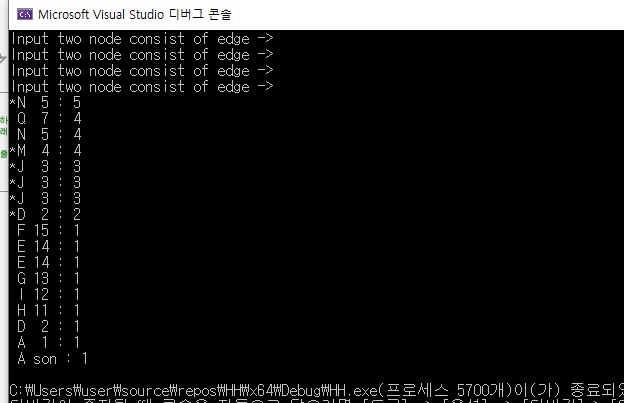 Microsoft Visual Studio 디버그 콘솔
Input two node consist of edge ->
Input two node consist of edge ->
Input two node consist of edge ->
Input two node consist of edge ->
*N 5 : 5
Q 7 : 4
N 5 : 4
*M 4 : 4
*J 3 : 3
*J 3 : 3
*J 3 : 3
*D 2 : 2
F 15 : 1
E 14 : 1
E 14 : 1
G 13 : 1
I 12 : 1
H 11 : 1
D 2 : 1
A 1 : 1
A son : 1
C:₩Users₩user₩source₩repos₩HH₩x64₩Debug₩HH.exe(프로세스 5700개)이(가) 종료되었